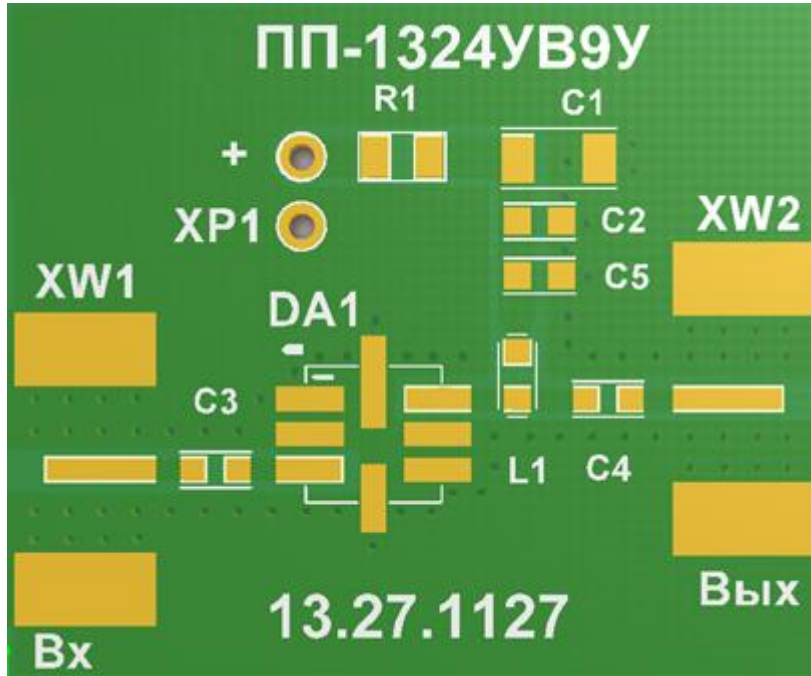 ПП-1324УВ9У
R1
C1
+
XP1
C2
XW2
XW1
C5
DA1
C3
L1
C4
13.27.1127
Вых
Вх